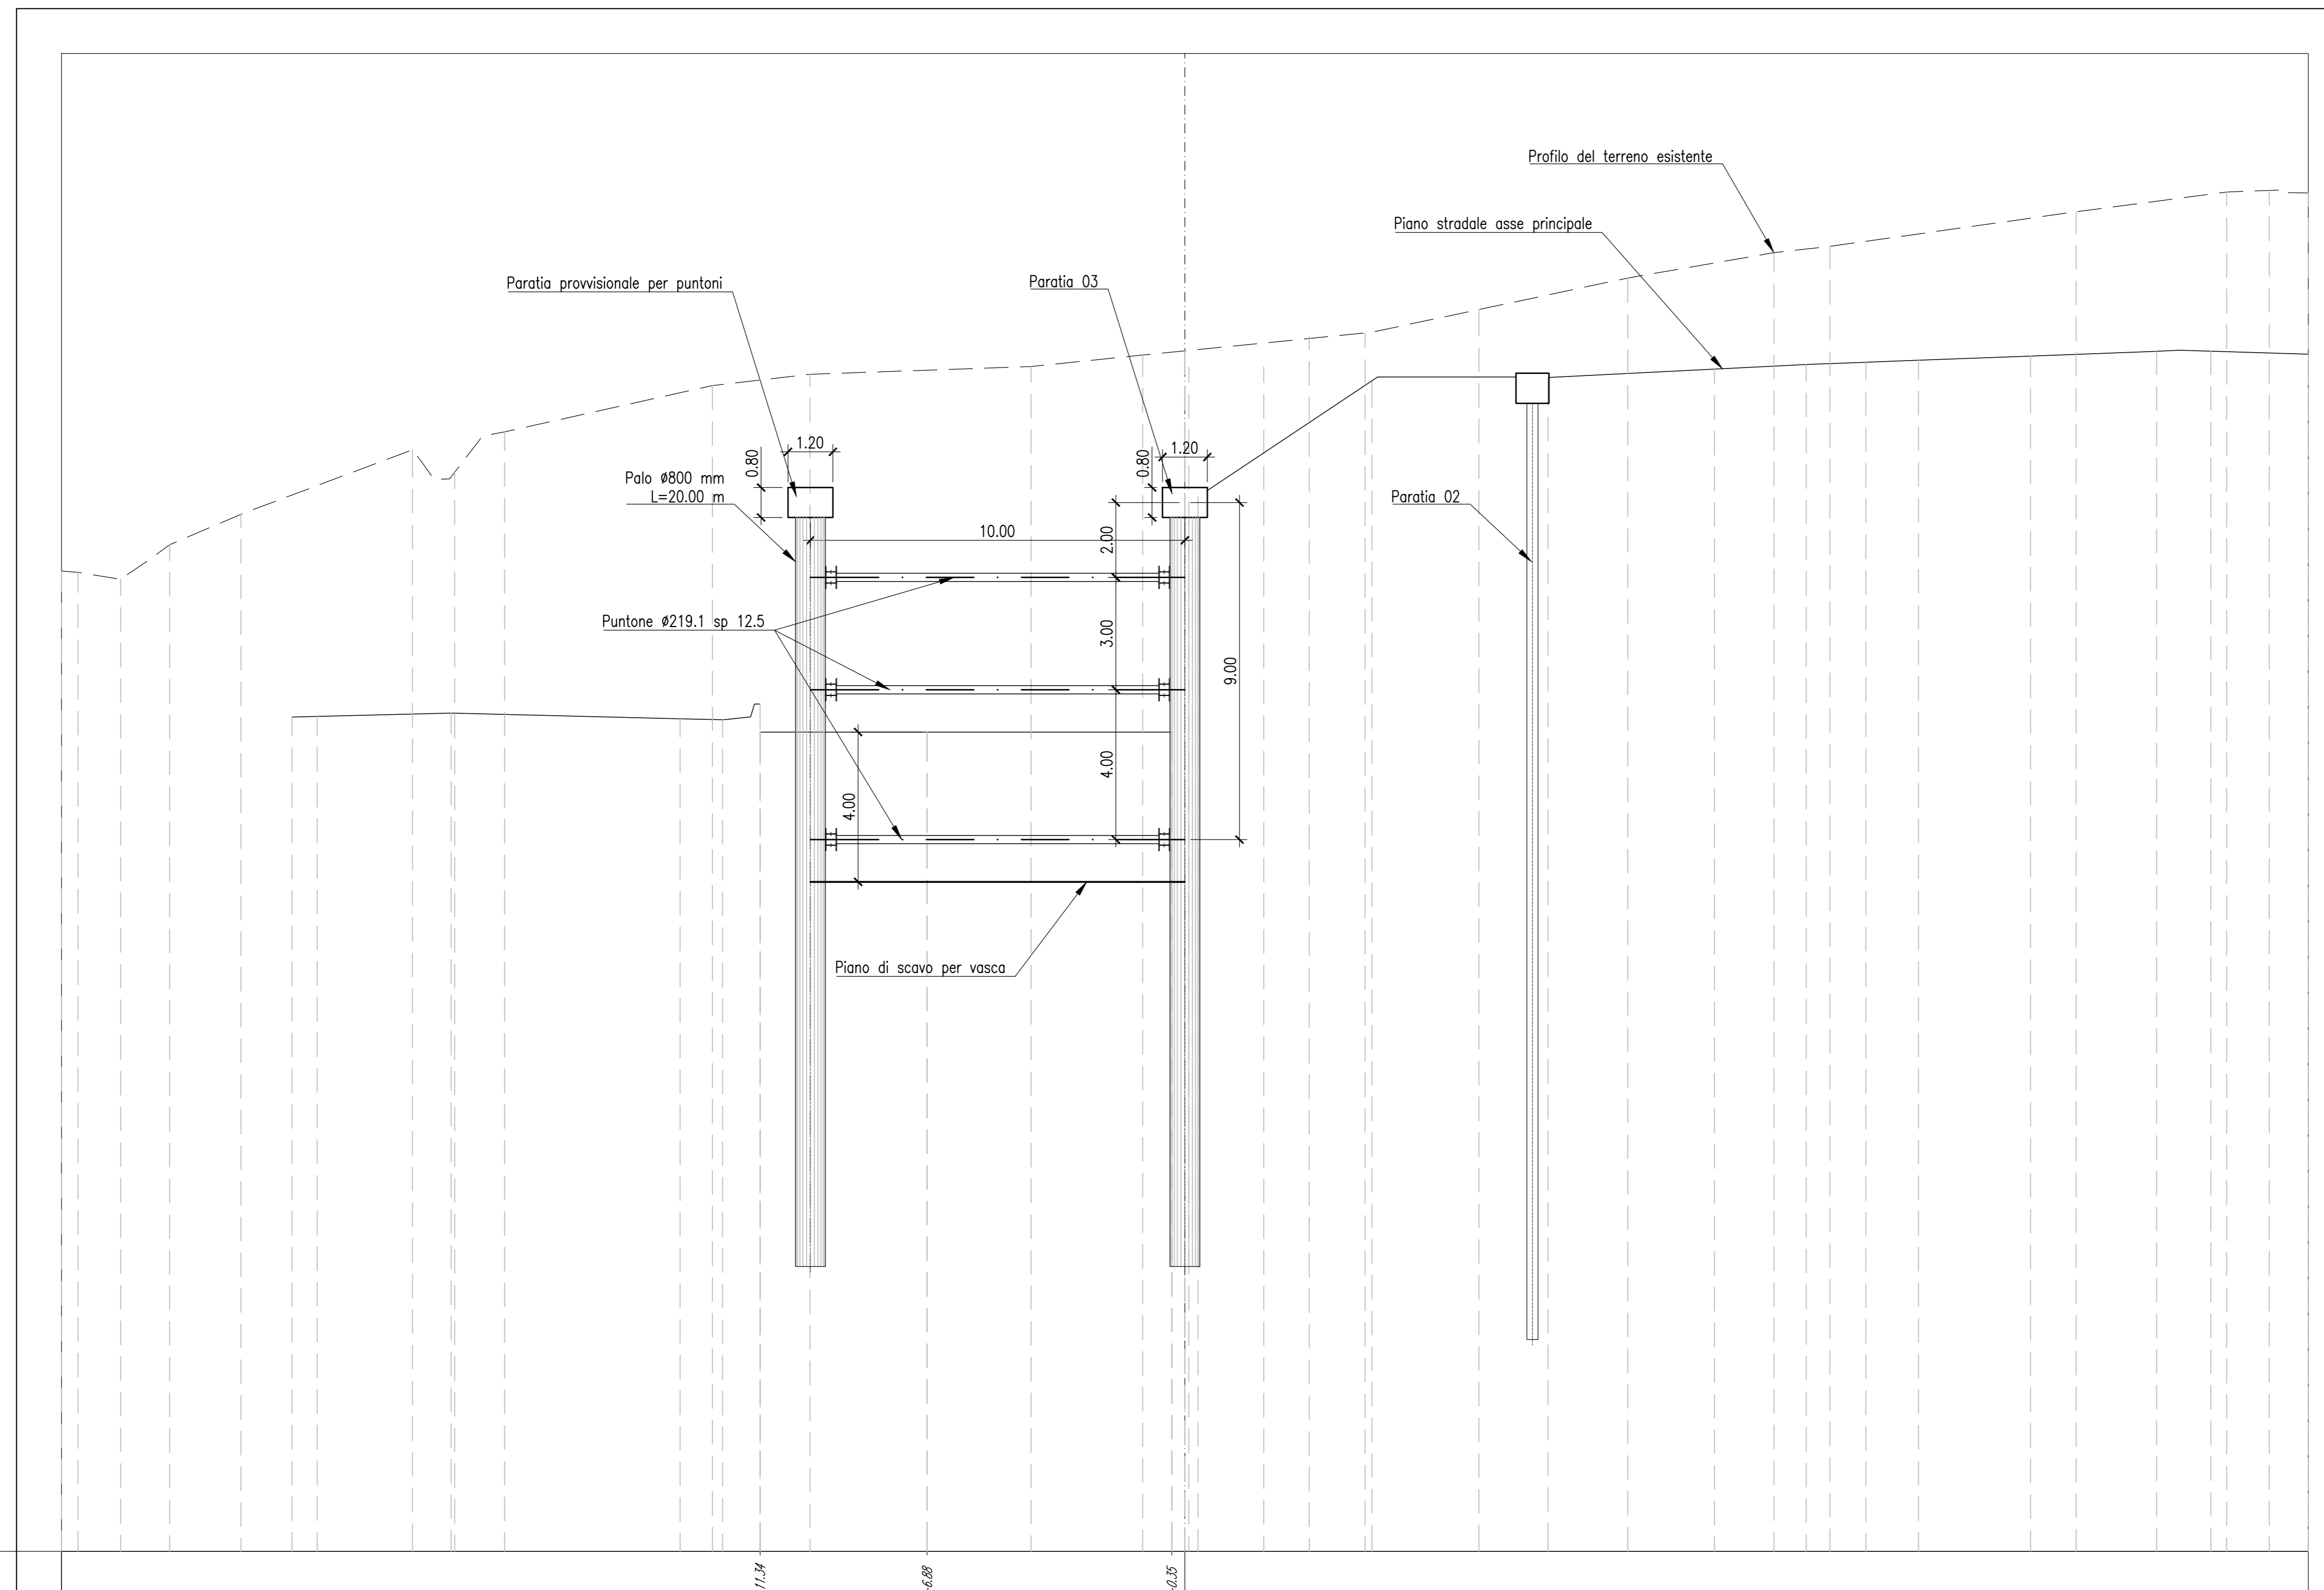 Profilo del terreno esistente
Piano stradale asse principale
Paratia provvisionale per puntoni
Paratia 03
1.20
1.20
0.80
0.80
Palo ø800 mm
L=20.00 m
Paratia 02
10.00
2.00
Puntone ø219.1 sp 12.5
3.00
9.00
4.00
4.00
Piano di scavo per vasca
11.34
-6.88
-0.35